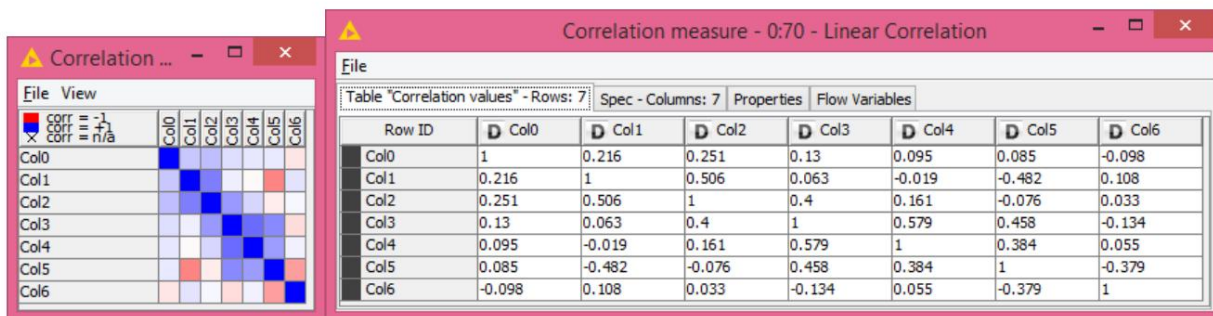 Correlation ...
File View
corr = -1
corr = +1
corr = n/a
Col0 Col1 Col2 Col3 Col4 Col5 Col6
Col0
Col1
Col2
Col3
Col4
Col5
Col6
Correlation measure - 0:70 - Linear Correlation
File
Table "Correlation values" - Rows: 7 Spec - Columns: 7 Properties Flow Variables
Row ID D Col0 D Col1 D Col2 D Col3 D Col4 D Col5 D Col6
Col0 1 0.216 0.251 0.13 0.095 0.085 -0.098
Col1 0.216 1 0.506 0.063 -0.019 -0.482 0.108
Col2 0.251 0.506 1 0.4 0.161 -0.076 0.033
Col3 0.13 0.063 0.4 1 0.579 0.458 -0.134
Col4 0.095 -0.019 0.161 0.579 1 0.384 0.055
Col5 0.085 -0.482 -0.076 0.458 0.384 1 -0.379
Col6 -0.098 0.108 0.033 -0.134 0.055 -0.379 1